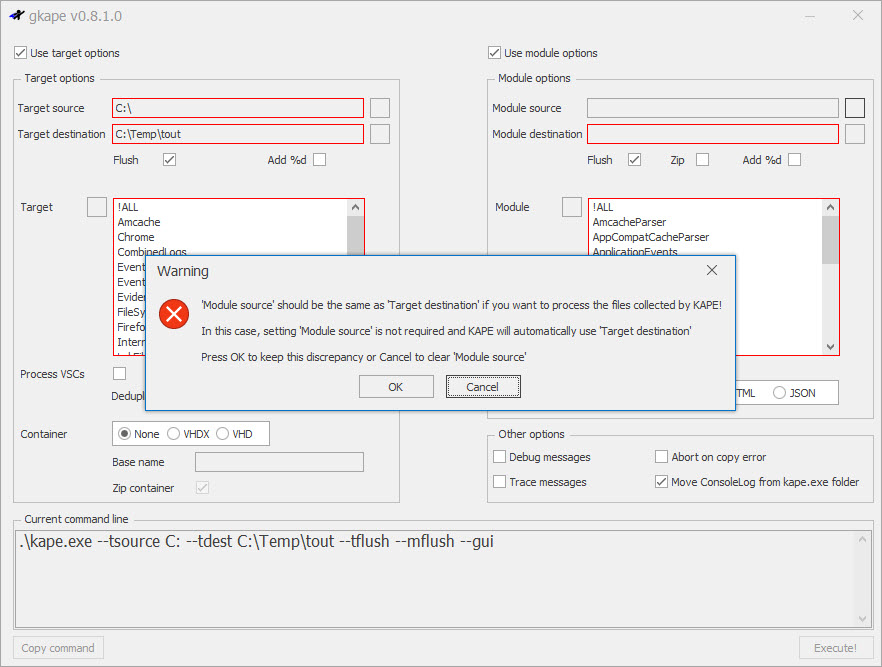 gkape v0.8.1.0
Use target options
Use module options
Target options
Module options
Target source C:\
Module source
Target destination C:\Temp\tout
Module destination
Flush Add %d
Flush Zip Add %d
Target
!ALL
Amcache
Chrome
CombinedLogs
Event
Event
Eviden
FileSy
Firefo
Intern
Module
!ALL
AmcacheParser
AppCompatCacheParser
ApplicationEvents
Warning
'Module source' should be the same as 'Target destination' if you want to process the files collected by KAPE!
In this case, setting 'Module source' is not required and KAPE will automatically use 'Target destination'
Press OK to keep this discrepancy or Cancel to clear 'Module source'
OK Cancel
Process VSCs
Dedupl
TML JSON
Container None VHDX VHD
Base name
Zip container
Other options
Debug messages Abort on copy error
Trace messages Move ConsoleLog from kape.exe folder
Current command line
.\kape.exe --tsource C: --tdest C:\Temp\tout --tflush --mflush --gui
Copy command Execute!